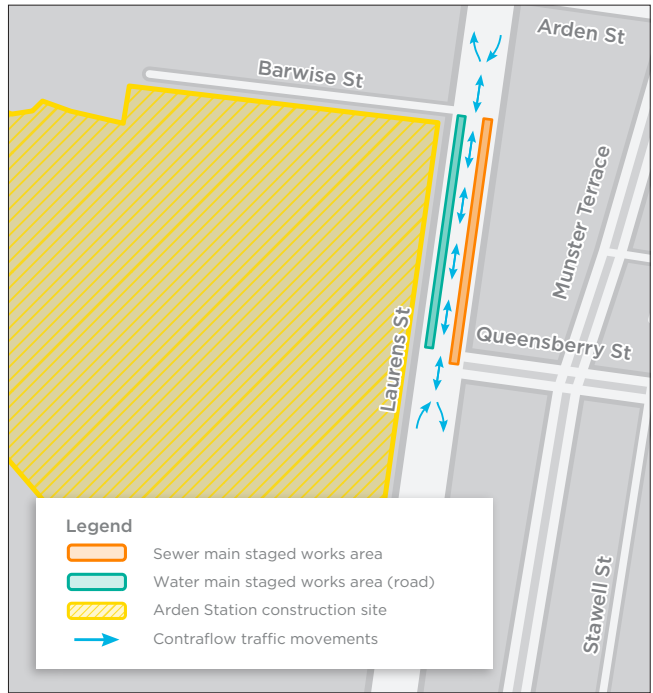 Arden St
Barwise St
Munster Terrace
Laurens St
Queensberry St
Stawell St
Legend
Sewer main staged works area
Water main staged works area (road)
Arden Station construction site
Contraflow traffic movements